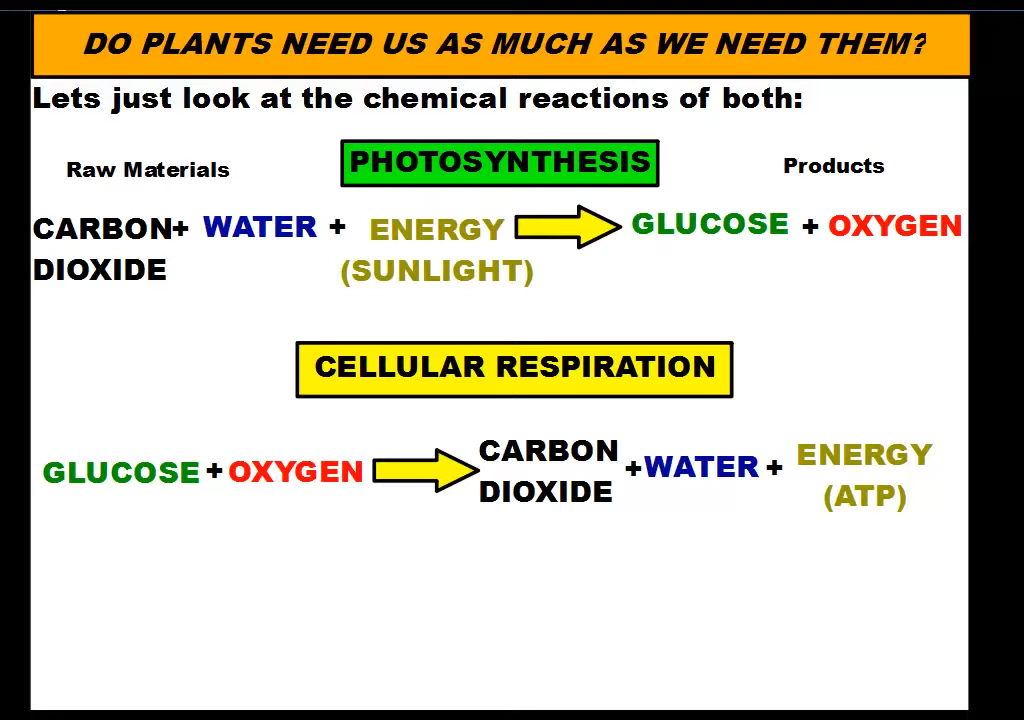 DO PLANTS NEED US AS MUCH AS WE NEED THEM?
Lets just look at the chemical reactions of both:
Raw Materials
PHOTOSYNTHESIS
Products
CARBON+ WATER + ENERGY GLUCOSE + OXYGEN
DIOXIDE (SUNLIGHT)
CELLULAR RESPIRATION
GLUCOSE + OXYGEN CARBON +WATER + ENERGY
DIOXIDE (ATP)